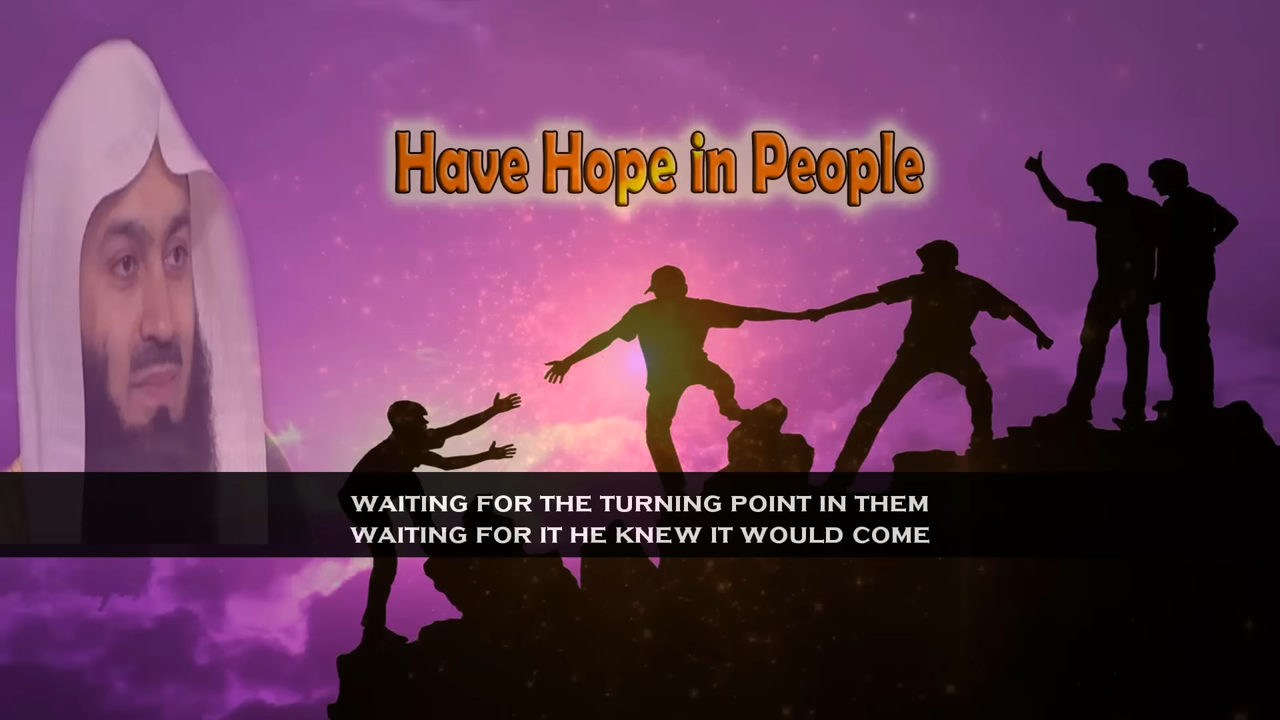 Have Hope in People
WAITING FOR THE TURNING POINT IN THEM
WAITING FOR IT HE KNEW IT WOULD COME